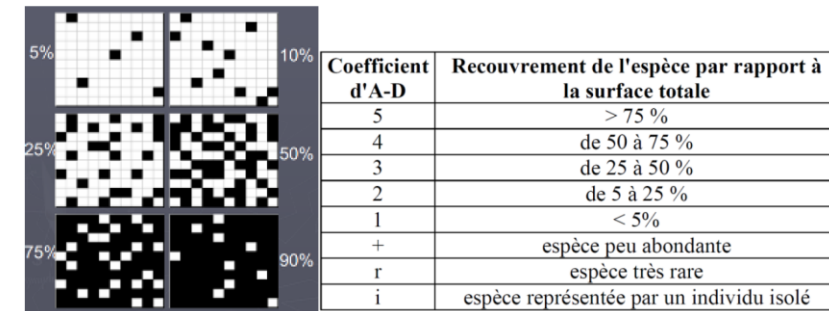 5%
10%
25%
50%
75%
90%
Coefficient d'A-D	Recouvrement de l'espèce par rapport à la surface totale
5	> 75 %
4	de 50 à 75 %
3	de 25 à 50 %
2	de 5 à 25 %
1	< 5%
+	espèce peu abondante
r	espèce très rare
i	espèce représentée par un individu isolé